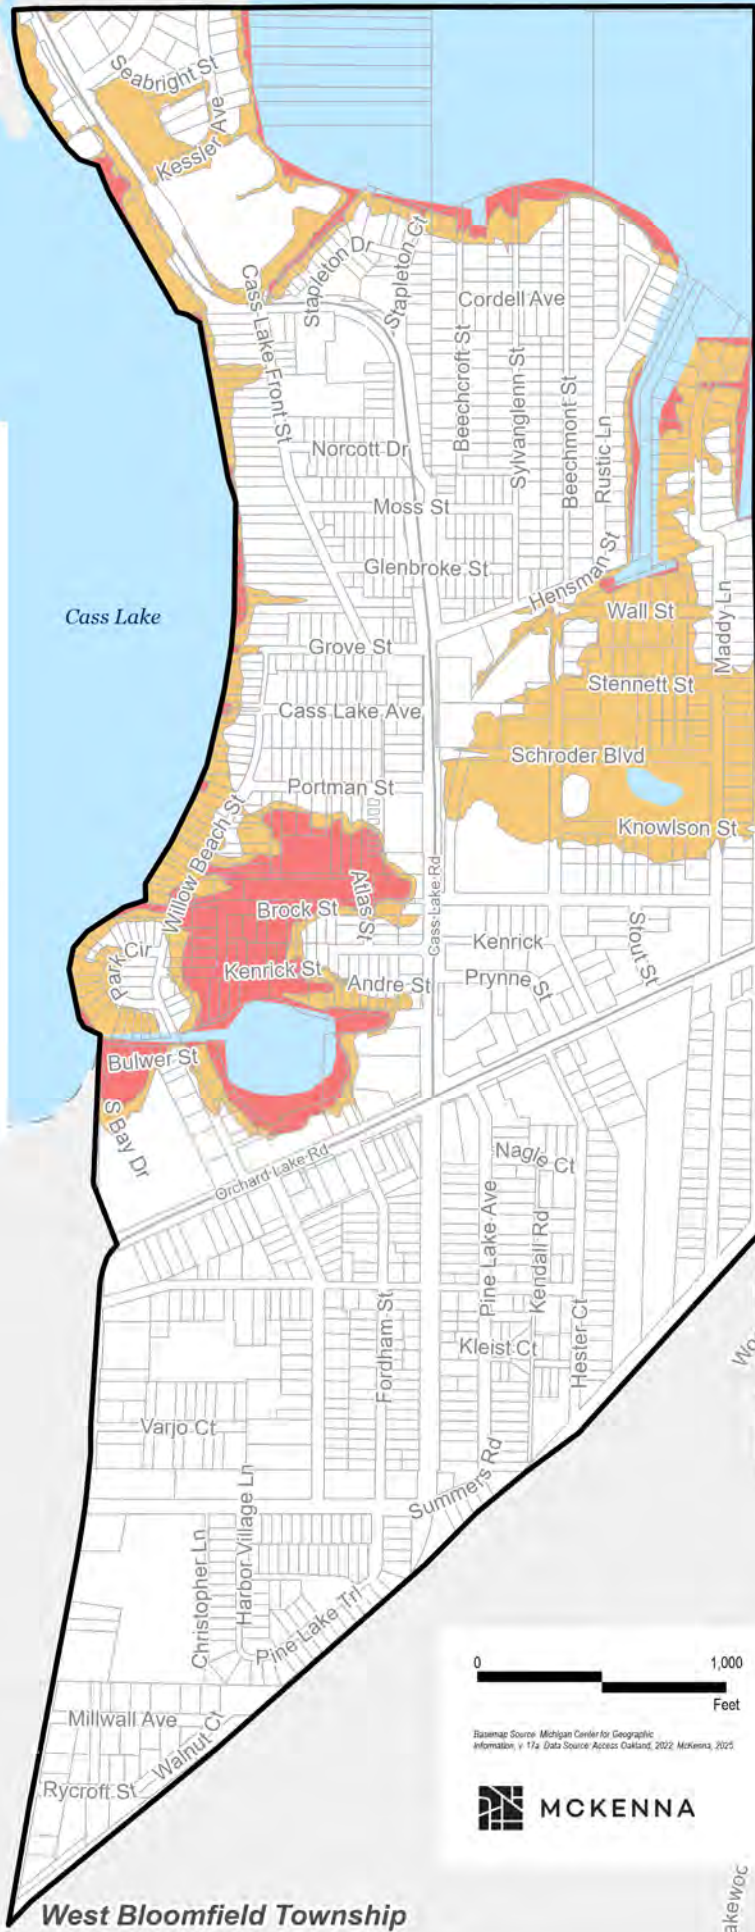 Seabright St
Kessler Ave
Stapleton Dr
Stapleton Ct
Cass Lake Front St
Cordell Ave
Beechcroft St
Sylvanglenn St
Beechmont St
Rustic Ln
Norcott Dr
Moss St
Glenbroke St
Hensman St
Cass Lake
Wall St
Maddy Ln
Grove St
Stennett St
Cass Lake Ave
Schroder Blvd
Portman St
Knowlson St
Willow Beach St
Atlas St
Cass Lake Rd
Brock St
Park Cir
Kenrick St
Kenrick
Stout St
Andre St
Prynne St
Bulwer St
S Bay Dr
Orchard Lake Rd
Nagle Ct
Pine Lake Ave
Kendall Rd
Fordham St
Kleist Ct
Hester Ct
Varjo Ct
Summers Rd
Harbor Village Ln
Christopher Ln
Pine Lake Trl
Millwall Ave
Walnut Ct
Rycroft St
0 1,000
Feet
Basemap Source: Michigan Center for Geographic
Information, v. 17a. Data Source: Access Oakland, 2022. McKenna, 2025.
MCKENNA
West Bloomfield Township